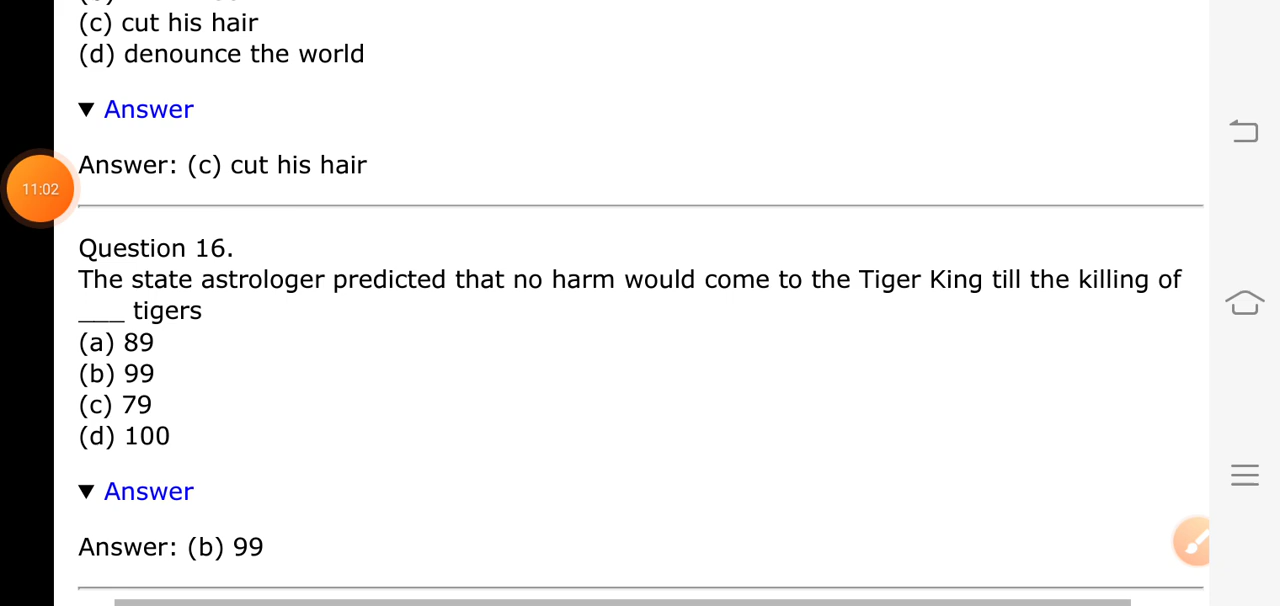 (c) cut his hair
(d) denounce the world
▼ Answer
Answer: (c) cut his hair
11:02
Question 16.
The state astrologer predicted that no harm would come to the Tiger King till the killing of
___ tigers
(a) 89
(b) 99
(c) 79
(d) 100
▼ Answer
Answer: (b) 99